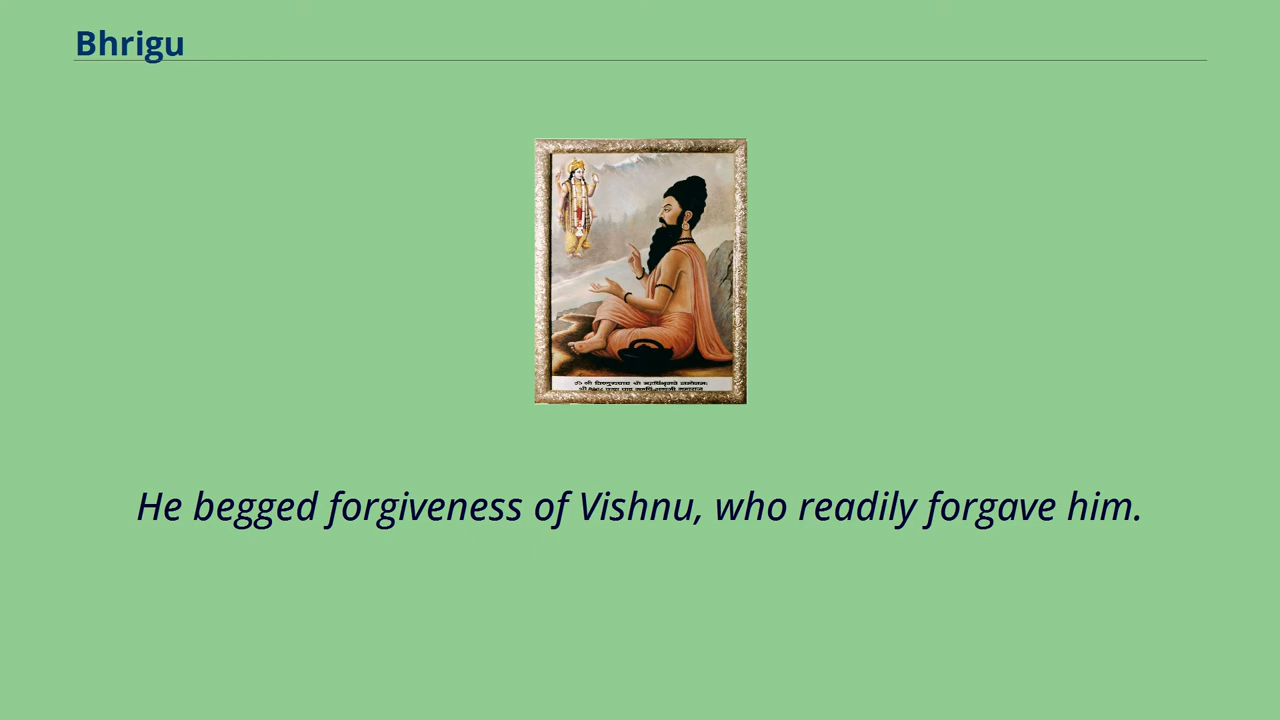 Bhrigu
ॐ श्री
श्री
He begged forgiveness of Vishnu, who readily forgave him.